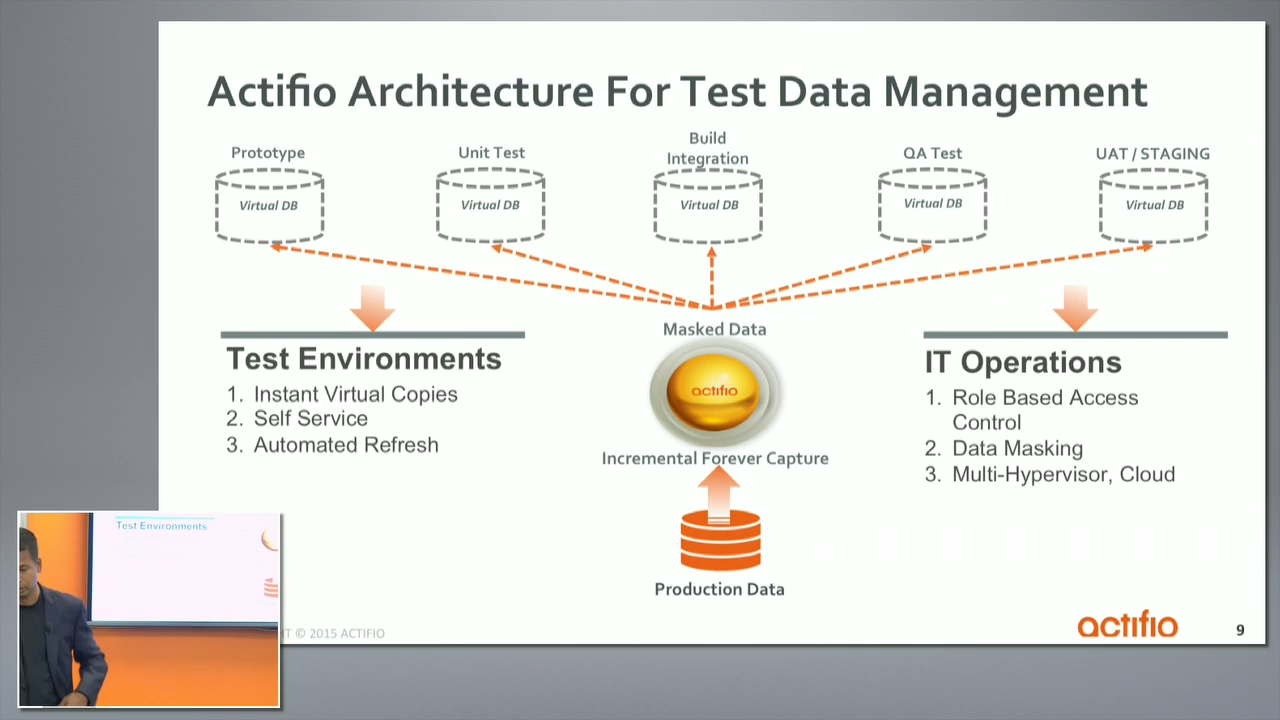 Actifio Architecture For Test Data Management
Prototype
Unit Test
Build
Integration
QA Test
UAT / STAGING
Virtual DB
Virtual DB
Virtual DB
Virtual DB
Virtual DB
Masked Data
actifio
Incremental Forever Capture
Production Data
Test Environments
1. Instant Virtual Copies
2. Self Service
3. Automated Refresh
IT Operations
1. Role Based Access
Control
2. Data Masking
3. Multi-Hypervisor, Cloud
Test Environments
© 2015 ACTIFIO
actifio
9